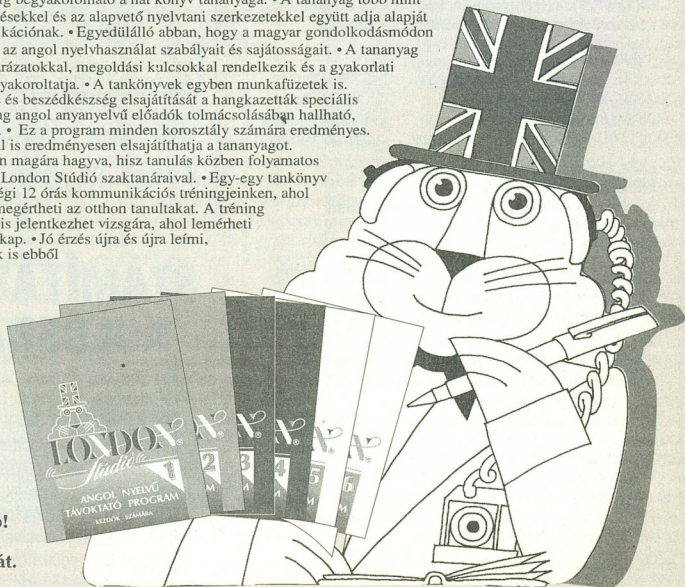 begyakorolható a hat könyv tananyaga. • A tananyag több mint
ésekkel és az alapvető nyelvtani szerkezetekkel együtt adja alapját
ikációnak. • Egyedülálló abban, hogy a magyar gondolkodásmódon
az angol nyelvhasználat szabályait és sajátosságait. • A tananyag
arázatokkal, megoldási kulcsokkal rendelkezik és a gyakorlati
yakoroltatja. • A tankönyvek egyben munkafüzetek is.
és beszédkészség elsajátítását a hangkazetták speciális
ag angol anyanyelvű előadók tolmácsolásában hallható,
• Ez a program minden korosztály számára eredményes.
al is eredményesen elsajátíthatja a tananyagot.
n magára hagyva, hisz tanulás közben folyamatos
London Stúdió szaktanáraival. • Egy-egy tankönyv
égi 12 órás kommunikációs tréningjeinken, ahol
megértheti az otthon tanultakat. A tréning
is jelentkezhet vizsgára, ahol lemérheti
kap. • Jó érzés újra és újra leírni,
k is ebből
LONDON®
Stúdió
1
ANGOL NYELVŰ
TÁVOKTATÓ PROGRAM
KEZDŐK SZÁMÁRA
2
3
4
5
6
o!
át.